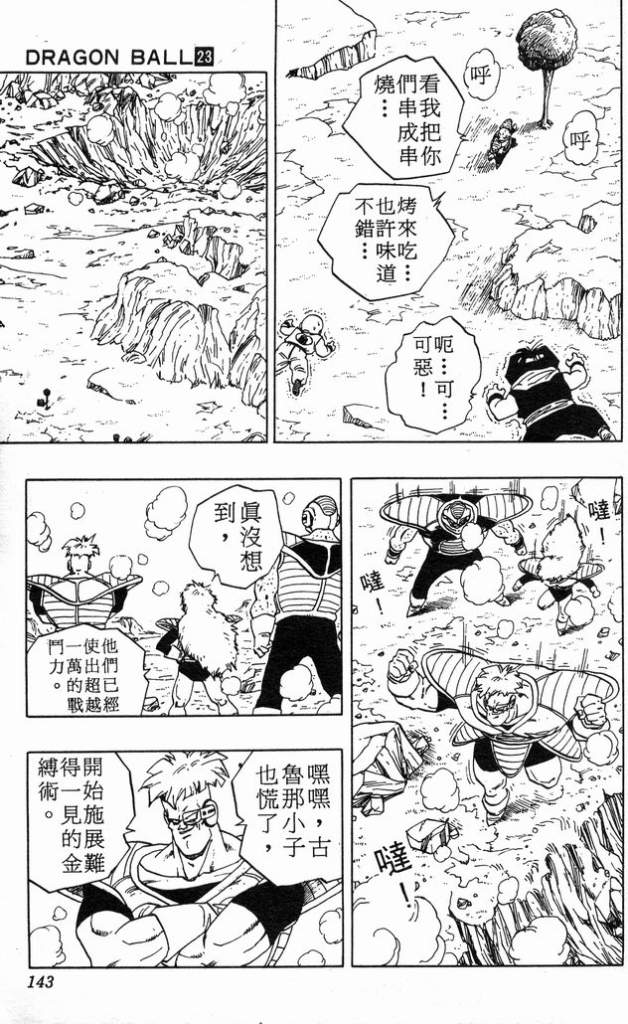 DRAGON BALL 23
呼
呼
看我把你
們串成串
燒⋯
烤來吃⋯
也許味道
不錯⋯
呃⋯可⋯
可惡！
噠！
噠！
噠！
真沒想
到，
他們已經
使出超越
一萬的戰
鬥力。
嘿嘿，古
魯那小子
也慌了，
開始施展難
得一見的金
縛術。
143